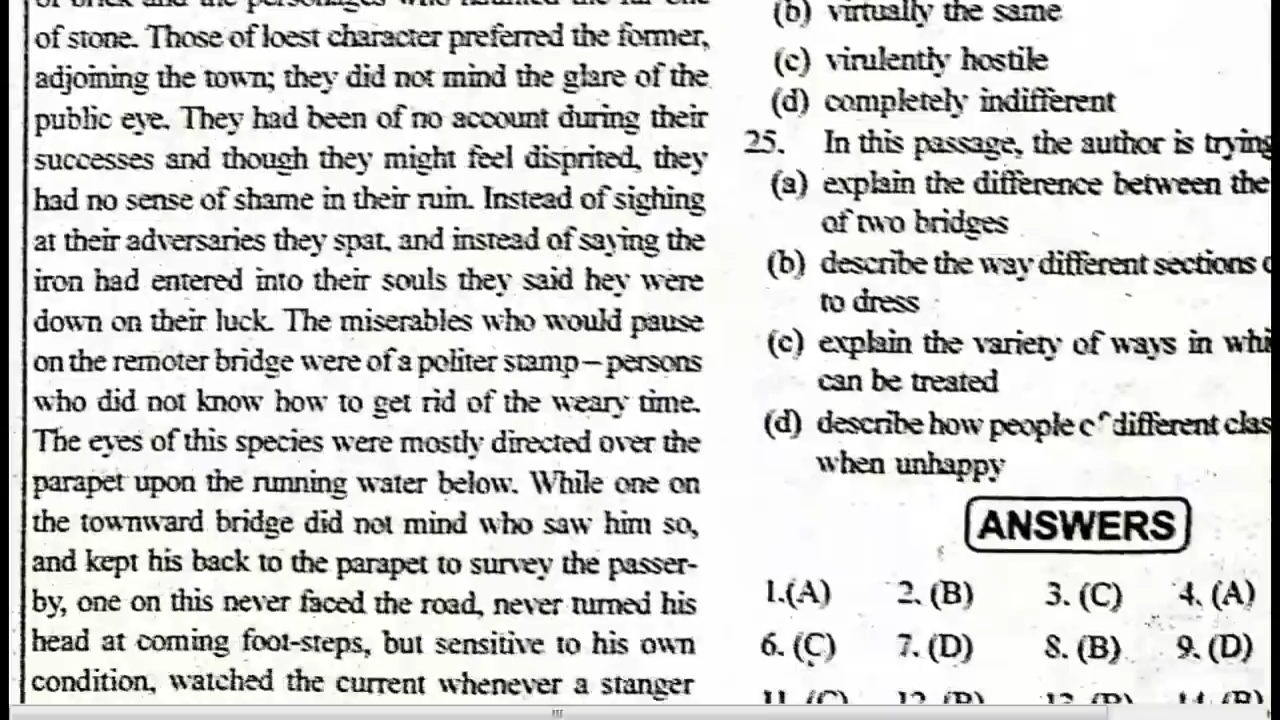 of stone. Those of loest character preferred the former,
adjoining the town; they did not mind the glare of the
public eye. They had been of no account during their
successes and though they might feel disprited, they
had no sense of shame in their ruin. Instead of sighing
at their adversaries they spat, and instead of saying the
iron had entered into their souls they said hey were
down on their luck. The miserables who would pause
on the remoter bridge were of a politer stamp – persons
who did not know how to get rid of the weary time.
The eyes of this species were mostly directed over the
parapet upon the running water below. While one on
the townward bridge did not mind who saw him so,
and kept his back to the parapet to survey the passer-
by, one on this never faced the road, never turned his
head at coming foot-steps, but sensitive to his own
condition, watched the current whenever a stanger
(b) virtually the same
(c) virulently hostile
(d) completely indifferent
25. In this passage, the author is trying
(a) explain the difference between the
of two bridges
(b) describe the way different sections
to dress
(c) explain the variety of ways in whi
can be treated
(d) describe how people of different clas
when unhappy
ANSWERS
1.(A) 2. (B) 3. (C) 4. (A)
6. (C) 7. (D) 8. (B) 9. (D)